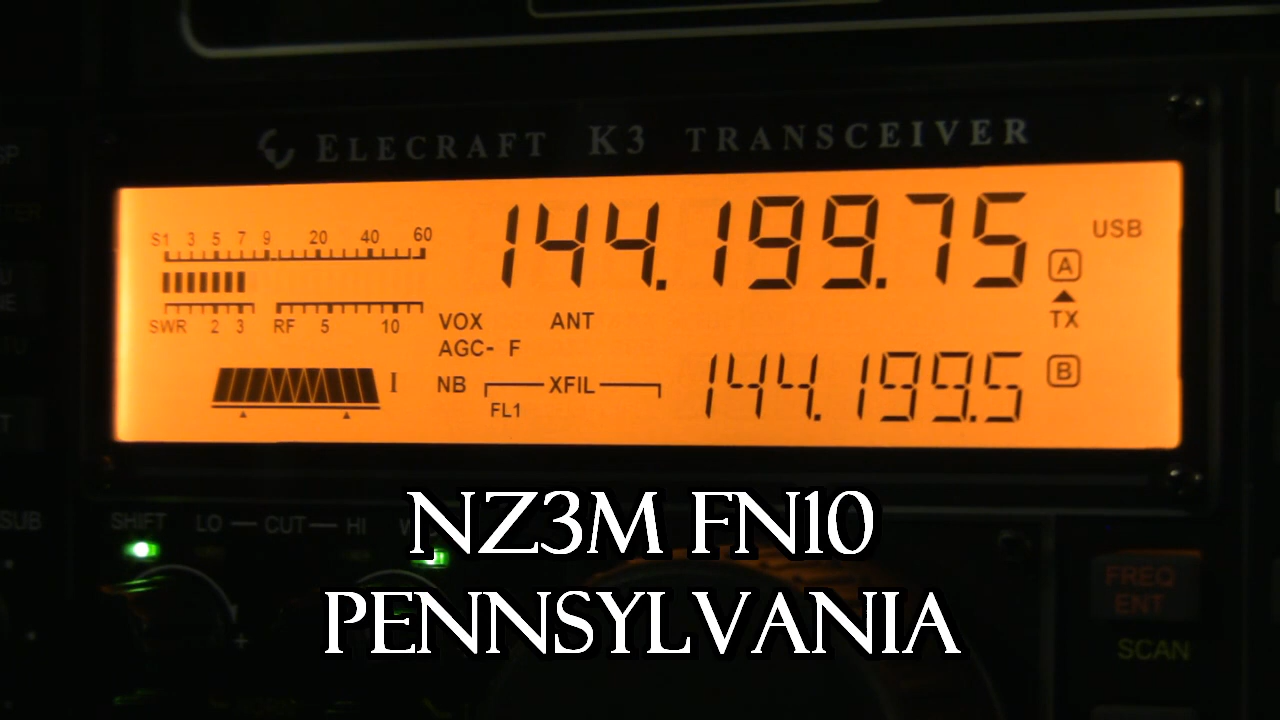 ELECRAFT K3 TRANSCEIVER
S1 3 5 7 9 20 40 60
144.199.75
USB
A
SWR 2 3 RF 5 10
VOX ANT
TX
AGC- F
I
NB XFIL
144.199.5
B
FL1
SUB
SHIFT LO CUT HI
NZ3M FN10
FREQ
ENT
PENNSYLVANIA
SCAN